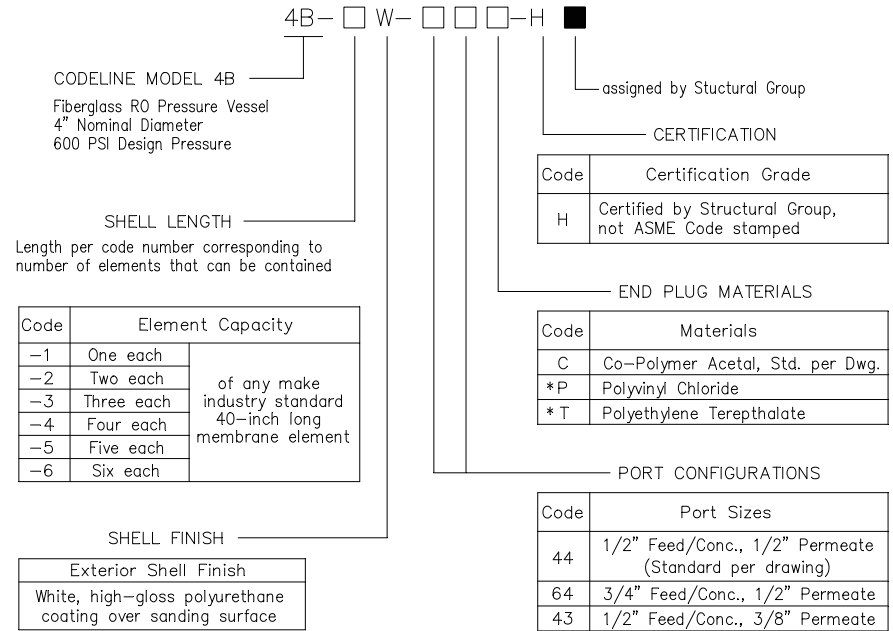 4B-□ W-□ □ □-H ■
CODELINE MODEL 4B
Fiberglass RO Pressure Vessel
4" Nominal Diameter
600 PSI Design Pressure
SHELL LENGTH
Length per code number corresponding to
number of elements that can be contained
Code Element Capacity
-1 One each
-2 Two each
-3 Three each
-4 Four each
-5 Five each
-6 Six each
of any make
industry standard
40-inch long
membrane element
SHELL FINISH
Exterior Shell Finish
White, high-gloss polyurethane
coating over sanding surface
assigned by Stuctural Group
CERTIFICATION
Code Certification Grade
H Certified by Structural Group,
not ASME Code stamped
END PLUG MATERIALS
Code Materials
C Co-Polymer Acetal, Std. per Dwg.
*P Polyvinyl Chloride
*T Polyethylene Terepthalate
PORT CONFIGURATIONS
Code Port Sizes
44 1/2" Feed/Conc., 1/2" Permeate
(Standard per drawing)
64 3/4" Feed/Conc., 1/2" Permeate
43 1/2" Feed/Conc., 3/8" Permeate